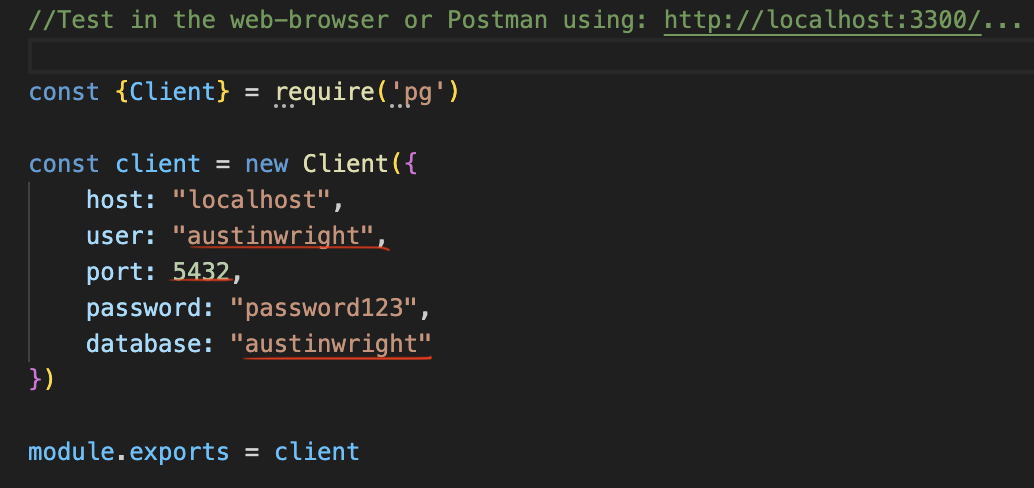 //Test in the web-browser or Postman using: http://localhost:3300/...
const {Client} = require('pg')
const client = new Client({
host: "localhost",
user: "austinwright",
port: 5432,
password: "password123",
database: "austinwright"
})
module.exports = client